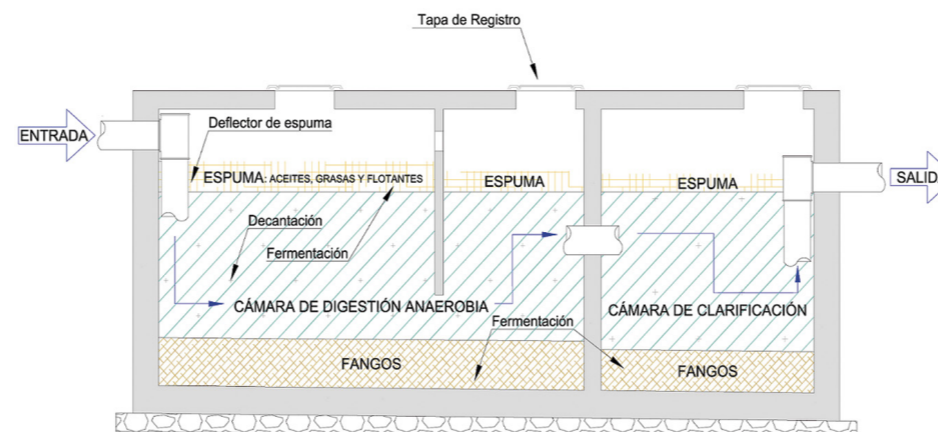 Tapa de Registro
ENTRADA
Deflector de espuma
ESPUMA: ACEITES, GRASAS Y FLOTANTES
ESPUMA
ESPUMA
SALID
Decantación
Fermentación
CÁMARA DE DIGESTIÓN ANAEROBIA
CÁMARA DE CLARIFICACIÓN
Fermentación
FANGOS
FANGOS